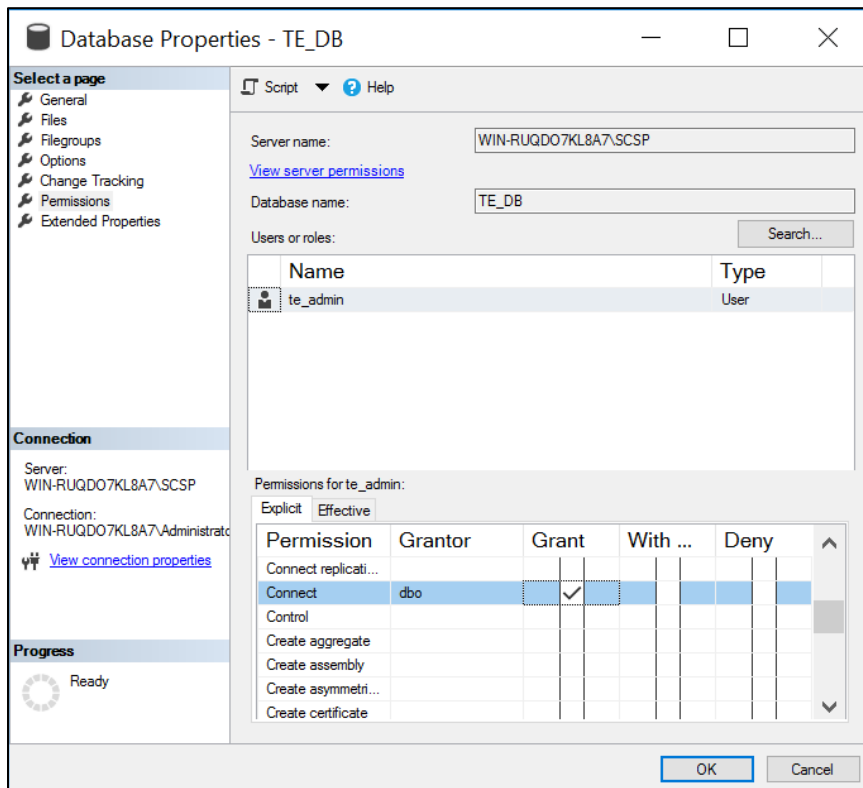 Database Properties - TE_DB
Select a page
General
Files
Filegroups
Options
Change Tracking
Permissions
Extended Properties
Connection
Server:
WIN-RUQDO7KL8A7\SCSP
Connection:
WIN-RUQDO7KL8A7\Administrato
View connection properties
Progress
Ready
Script Help
Server name: WIN-RUQDO7KL8A7\SCSP
View server permissions
Database name: TE_DB
Users or roles: Search...
Name Type
te_admin User
Permissions for te_admin:
Explicit Effective
Permission Grantor Grant With ... Deny
Connect replicati...
Connect dbo
Control
Create aggregate
Create assembly
Create asymmetri...
Create certificate
OK Cancel